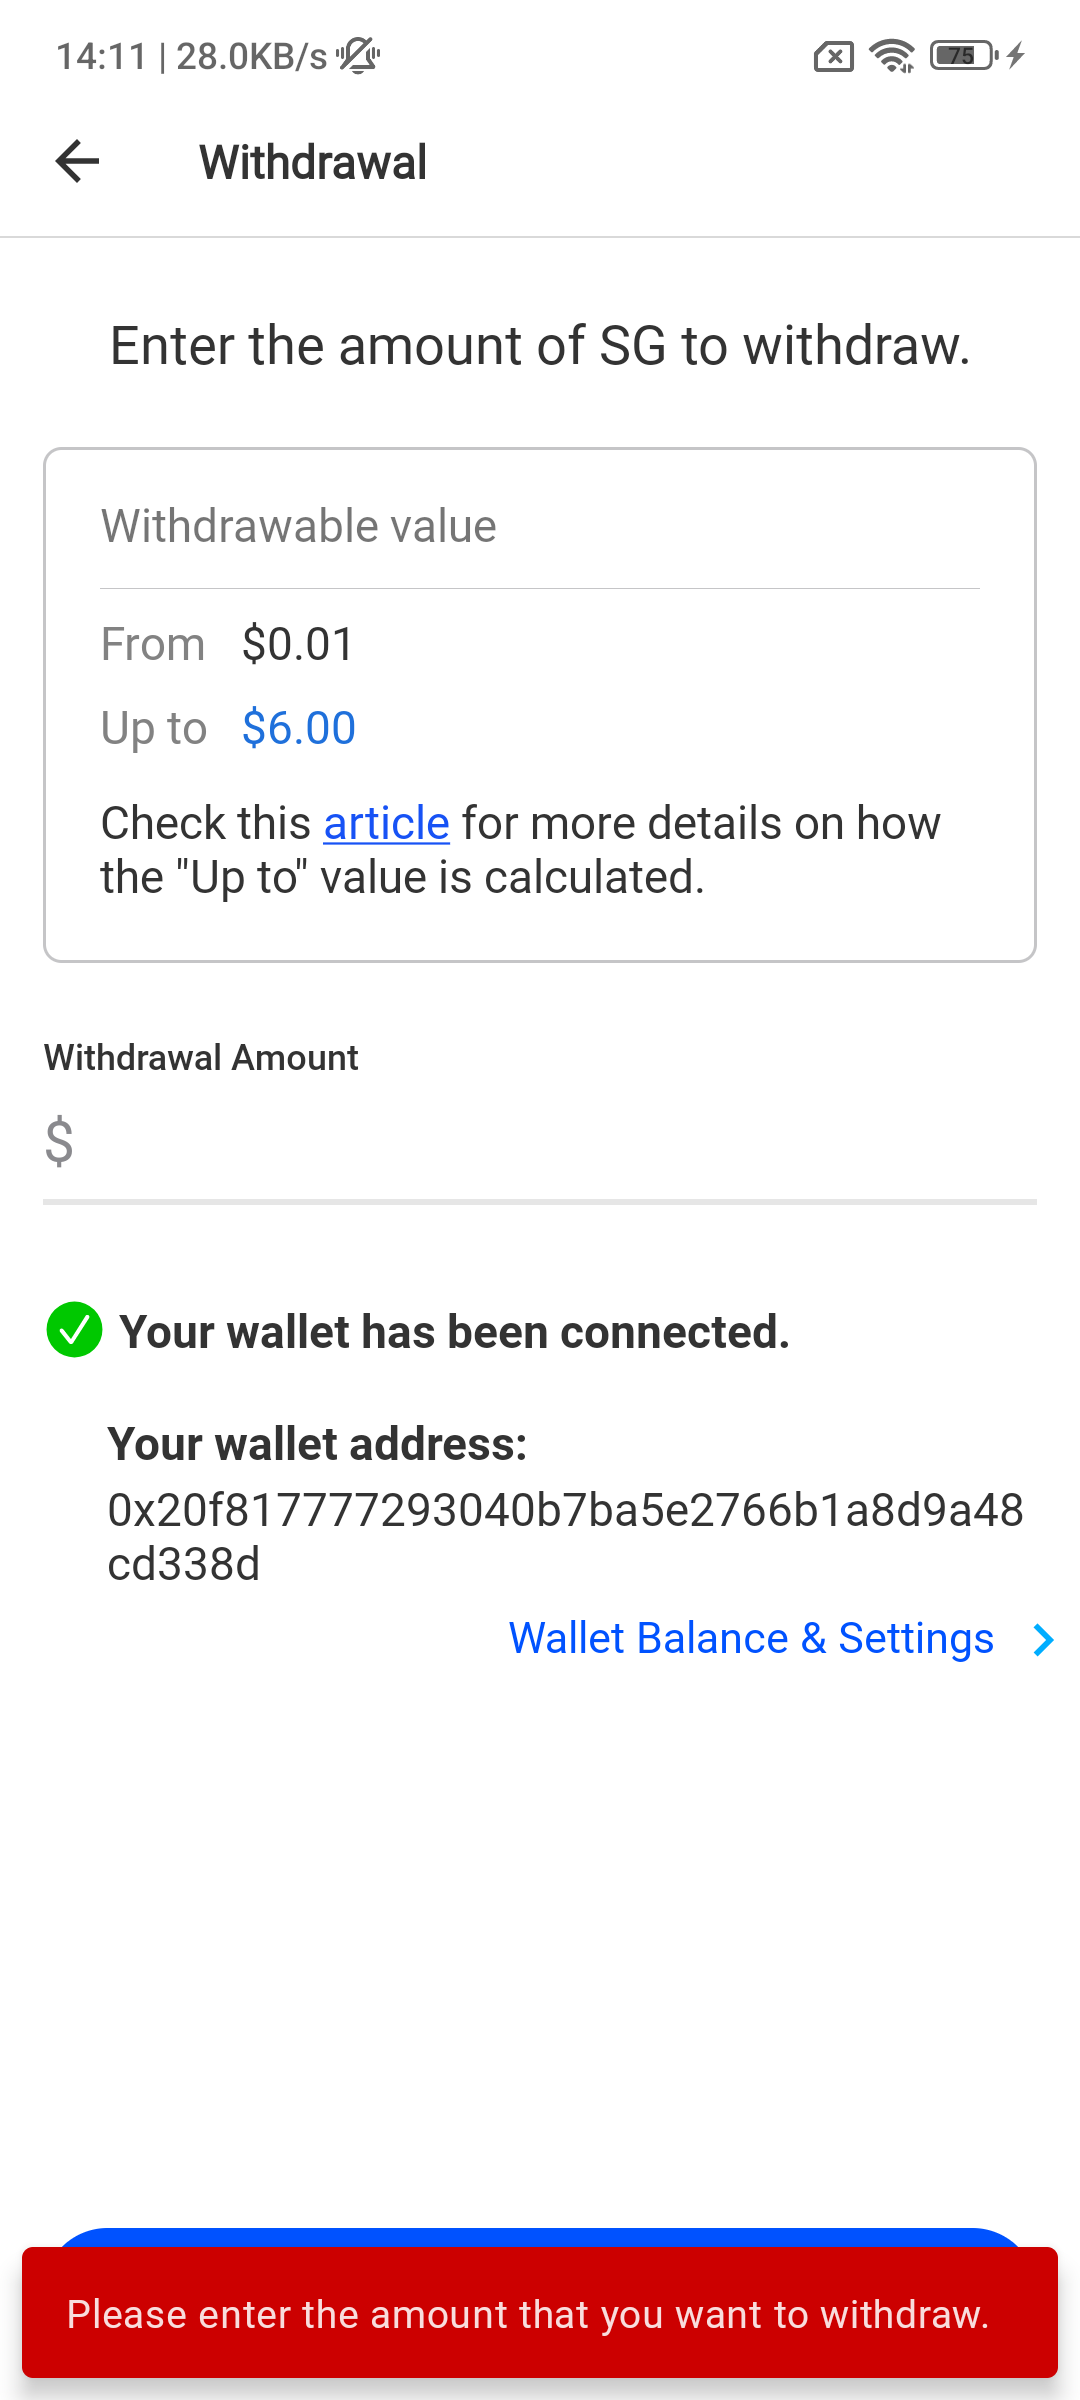 14:11 | 28.0KB/s
75
Withdrawal
Enter the amount of SG to withdraw.
Withdrawable value
From $0.01
Up to $6.00
Check this article for more details on how
the "Up to" value is calculated.
Withdrawal Amount
$
Your wallet has been connected.
Your wallet address:
0x20f817777293040b7ba5e2766b1a8d9a48
cd338d
Wallet Balance & Settings
Please enter the amount that you want to withdraw.